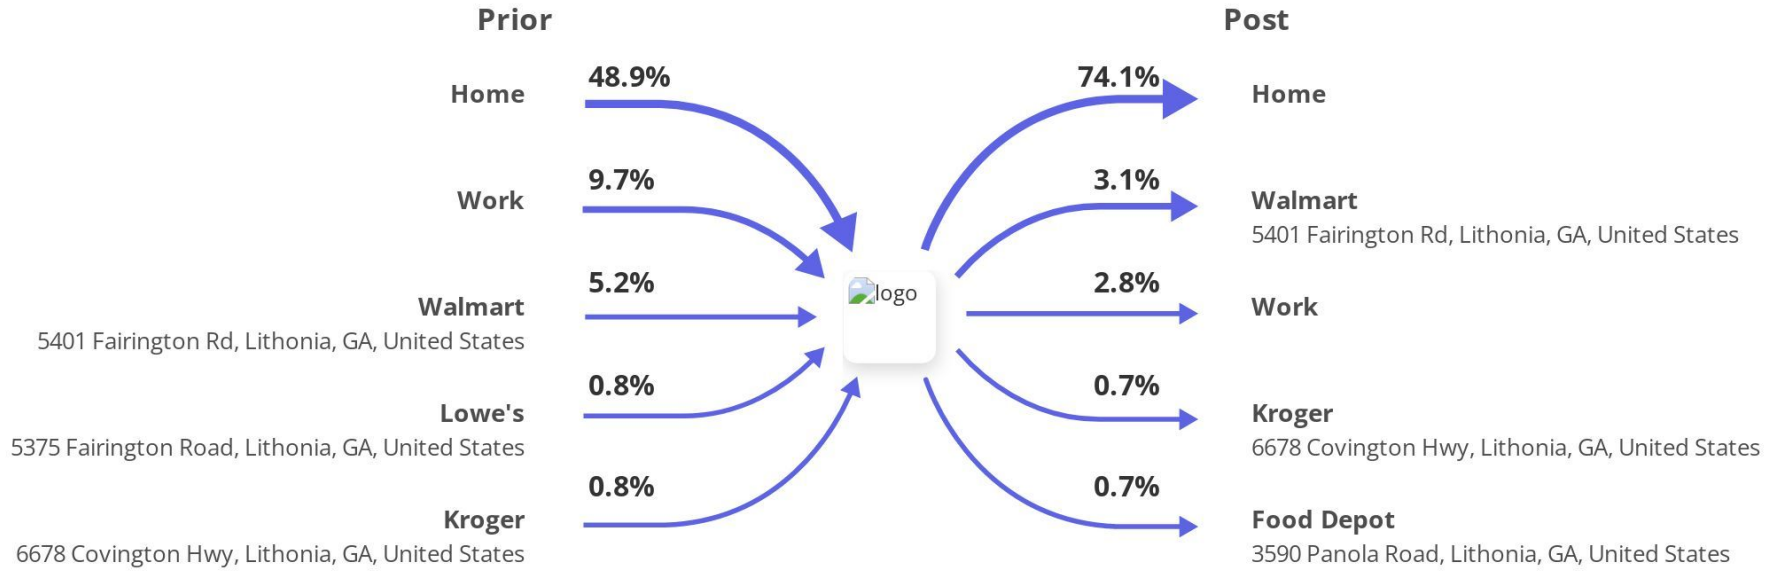 Prior
Post
48.9%
Home
9.7%
Work
5.2%
Walmart
5401 Fairington Rd, Lithonia, GA, United States
0.8%
Lowe's
5375 Fairington Road, Lithonia, GA, United States
0.8%
Kroger
6678 Covington Hwy, Lithonia, GA, United States
logo
74.1%
Home
3.1%
Walmart
5401 Fairington Rd, Lithonia, GA, United States
2.8%
Work
0.7%
Kroger
6678 Covington Hwy, Lithonia, GA, United States
0.7%
Food Depot
3590 Panola Road, Lithonia, GA, United States